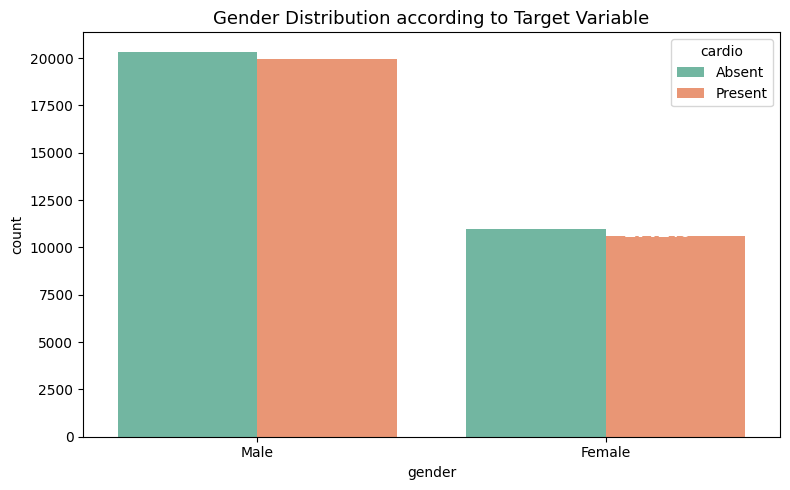 Gender Distribution according to Target Variable
cardio
Absent
Present
20000
17500
15000
12500
10000
7500
5000
2500
0
count
Male
Female
gender